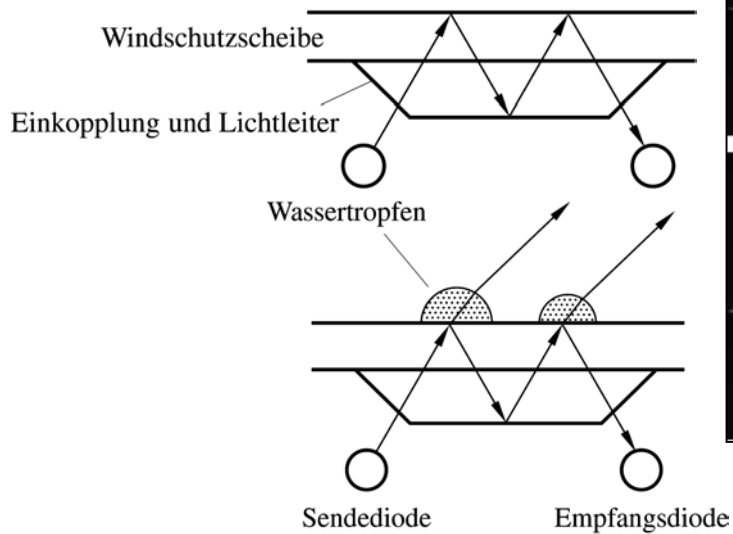 Windschutzscheibe
Einkopplung und Lichtleiter
Wassertropfen
Sendediode
Empfangsdiode